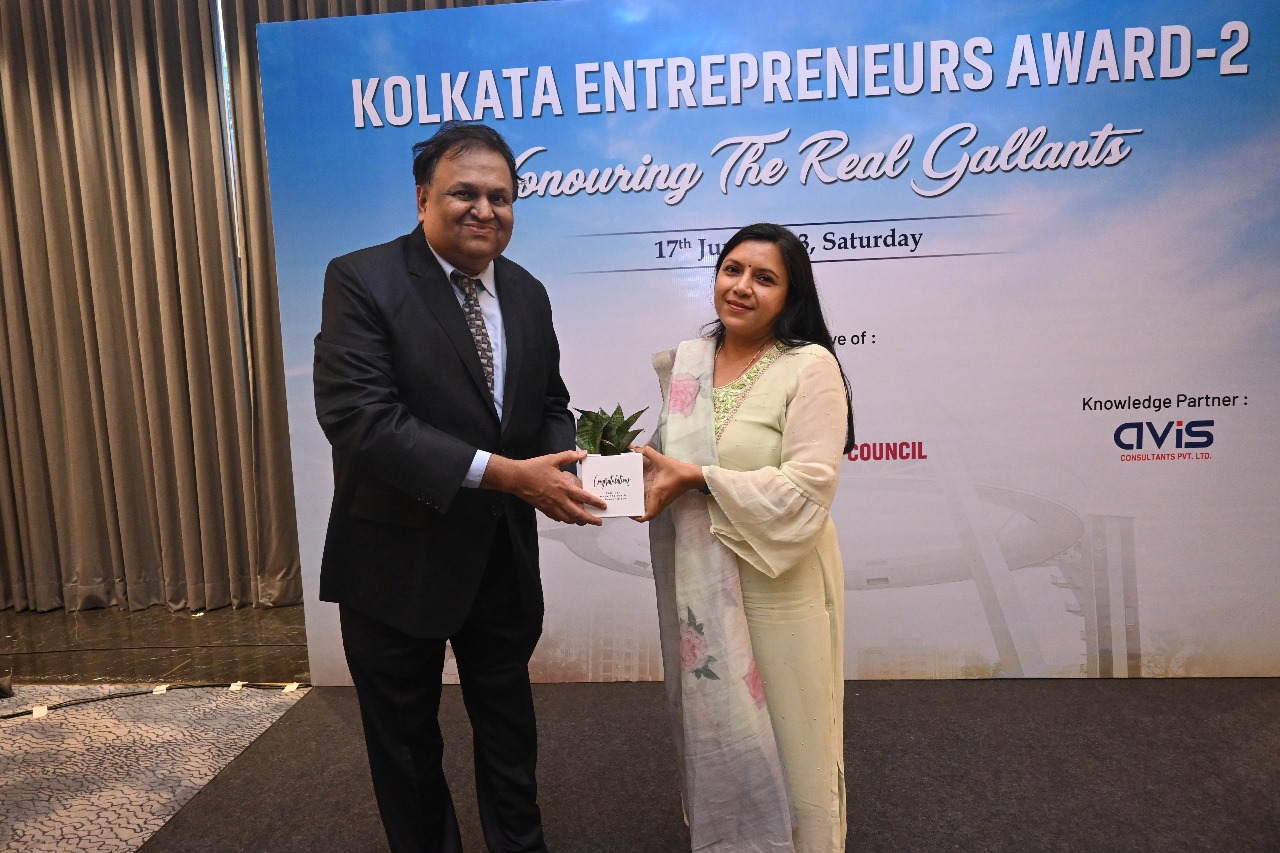 KOLKATA ENTREPRENEURS AWARD-2
onouring The Real Gallants
17th Ju 3, Saturday
ve of :
COUNCIL
Knowledge Partner :
avis
CONSULTANTS PVT. LTD.
Congratulations